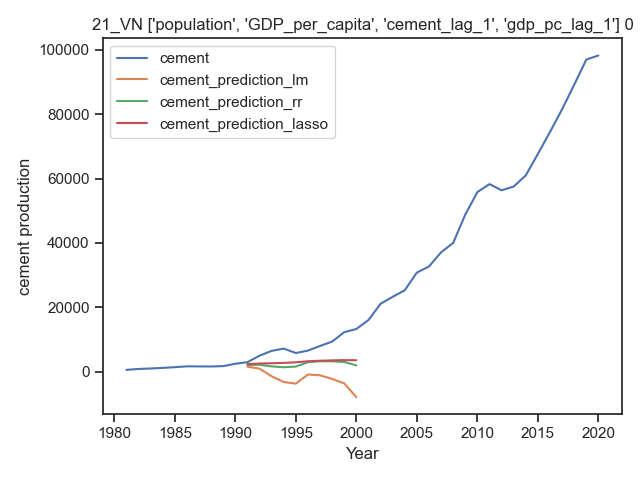 21_VN ['population', 'GDP_per_capita', 'cement_lag_1', 'gdp_pc_lag_1'] 0
cement
cement_prediction_lm
cement_prediction_rr
cement_prediction_lasso
100000
80000
60000
40000
20000
0
cement production
1980 1985 1990 1995 2000 2005 2010 2015 2020
Year